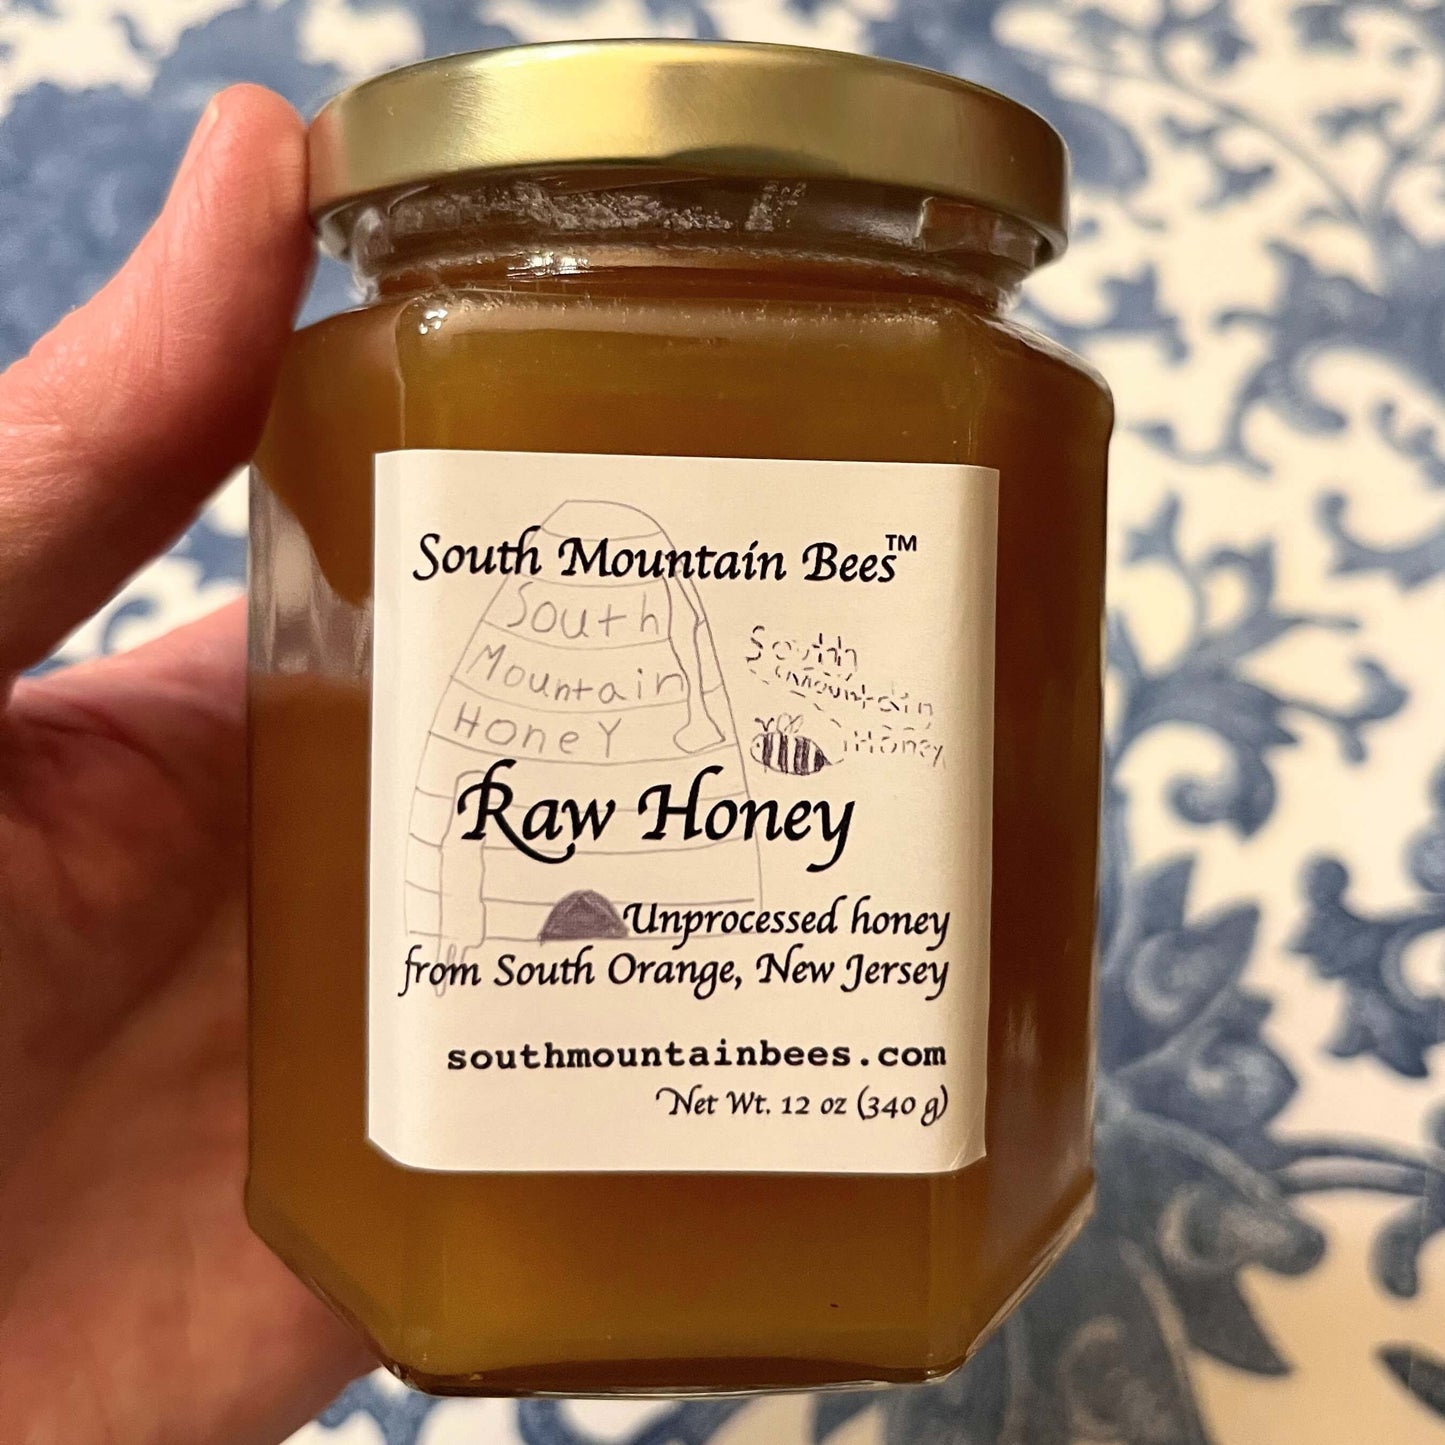 South Mountain Bees™
South
Mountain
Honey
South
Mountain
Honey
Raw Honey
Unprocessed honey
from South Orange, New Jersey
southmountainbees.com
Net Wt. 12 oz (340 g)